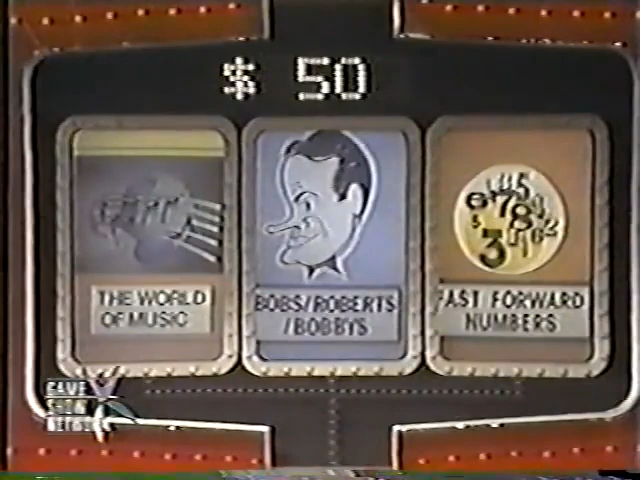 $ 50
THE WORLD
OF MUSIC
BOBS/ROBERTS
/BOBBYS
FAST FORWARD
NUMBERS
GAME
SHOW
NETWORK